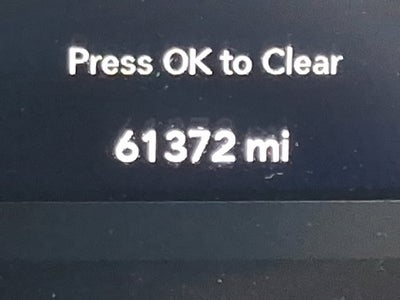 Press OK to Clear
61372 mi